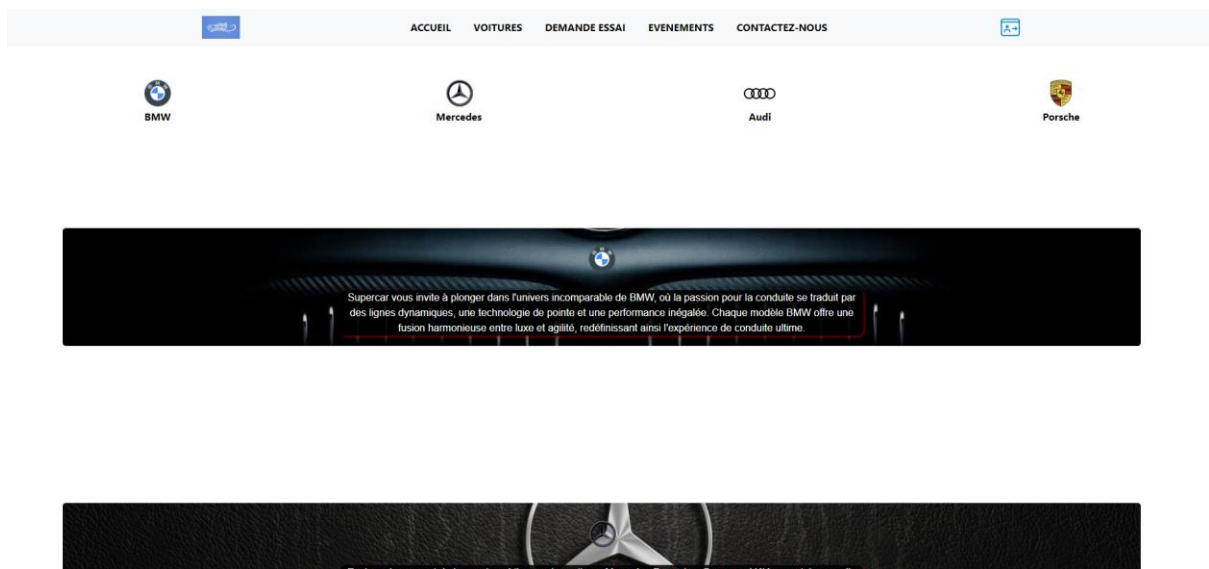 ACCUEIL VOITURES DEMANDE ESSAI EVENEMENTS CONTACTEZ-NOUS
BMW Mercedes Audi Porsche
Supercar vous invite à plonger dans l'univers incomparable de BMW, où la passion pour la conduite se traduit par
des lignes dynamiques, une technologie de pointe et une performance inégalée. Chaque modèle BMW offre une
fusion harmonieuse entre luxe et agilité, redéfinissant ainsi l'expérience de conduite ultime.